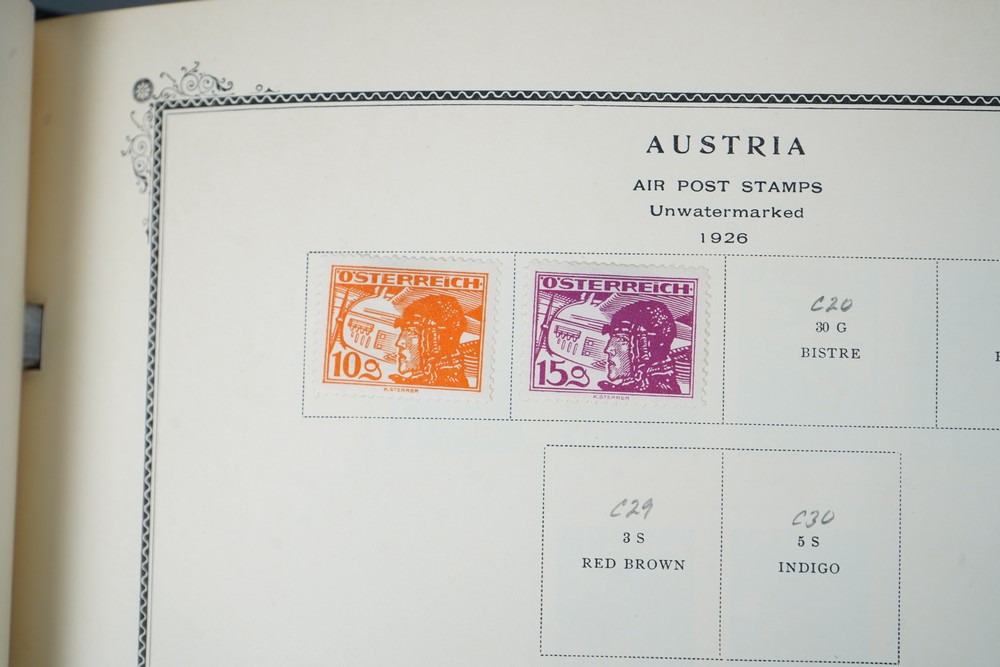 AUSTRIA
AIR POST STAMPS
Unwatermarked
1926
ÖSTERREICH
10g
K.STERRER
ÖSTERREICH
15g
K.STERRER
C20
30 G
BISTRE
C29
3 S
RED BROWN
C30
5 S
INDIGO